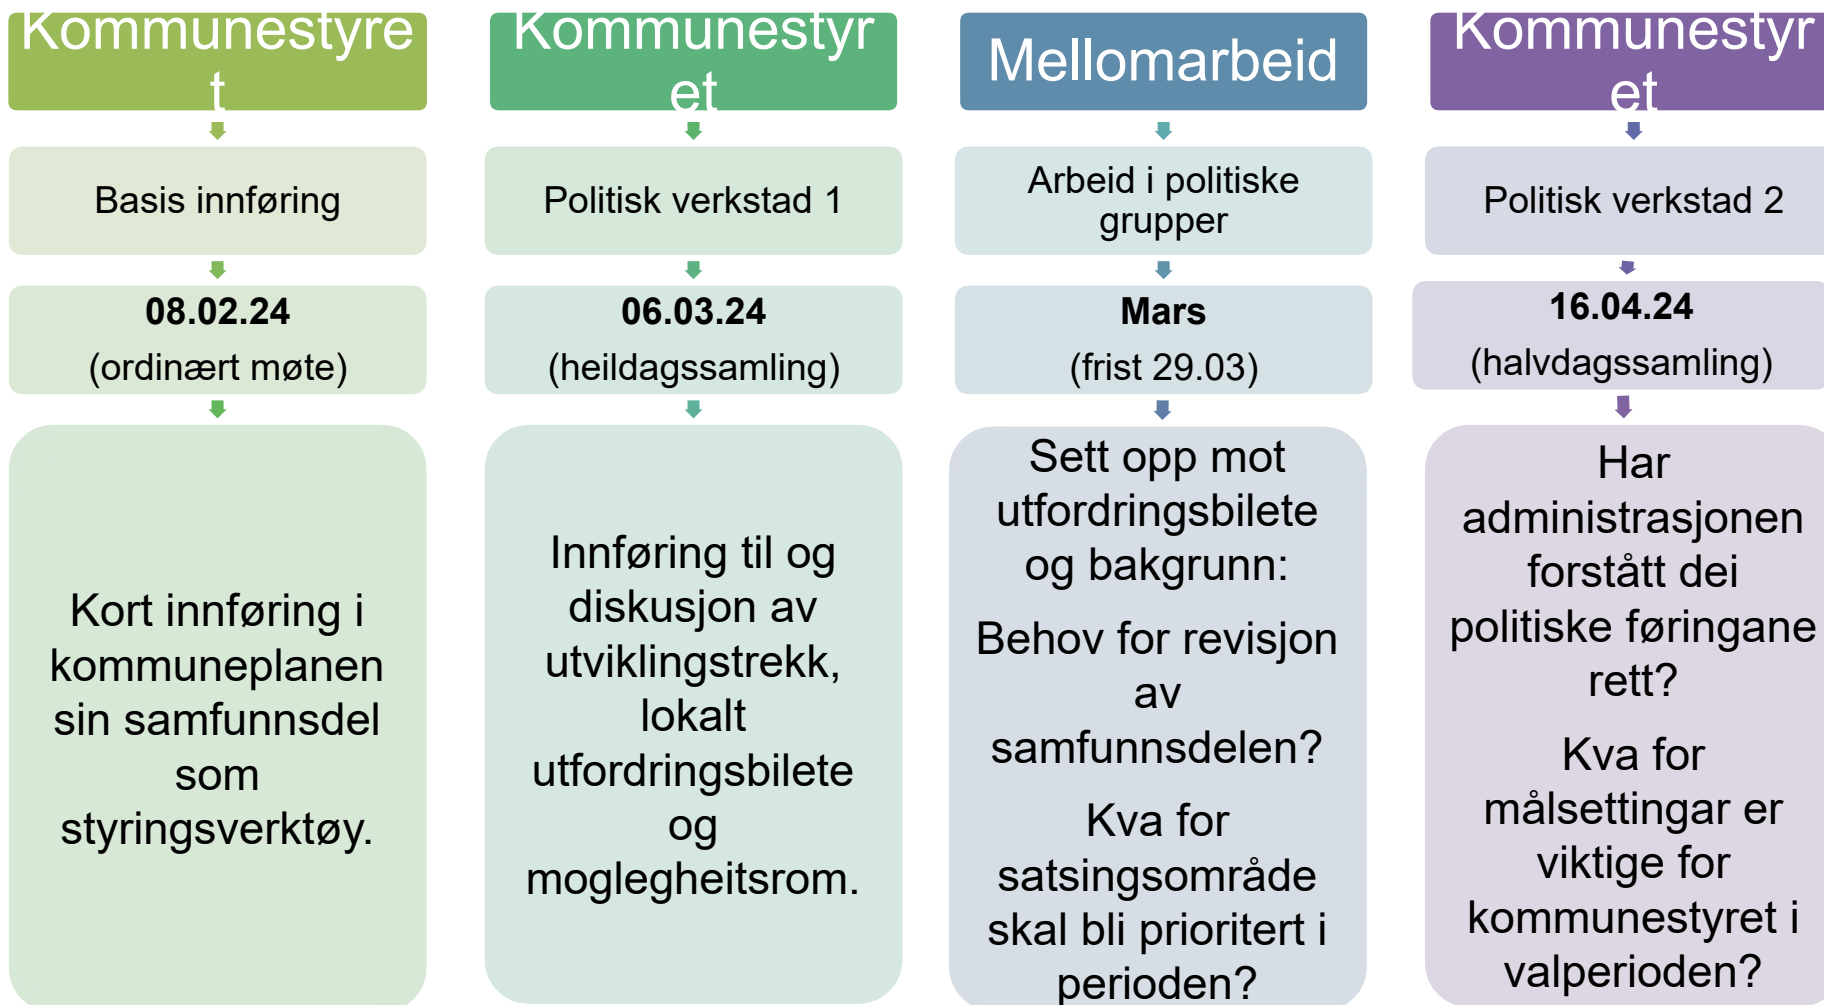 Kommunestyre
t
Basis innføring
08.02.24
(ordinært møte)
Kort innføring i
kommuneplanen
sin samfunnsdel
som
styringsverktøy.
Kommunestyr
et
Politisk verkstad 1
06.03.24
(heildagssamling)
Innføring til og
diskusjon av
utviklingstrekk,
lokalt
utfordringsbilete
og
moglegheitsrom.
Mellomarbeid
Arbeid i politiske
grupper
Mars
(frist 29.03)
Sett opp mot
utfordringsbilete
og bakgrunn:
Behov for revisjon
av
samfunnsdelen?
Kva for
satsingsområde
skal bli prioritert i
perioden?
Kommunestyr
et
Politisk verkstad 2
16.04.24
(halvdagssamling)
Har
administrasjonen
forstått dei
politiske føringane
rett?
Kva for
målsettingar er
viktige for
kommunestyret i
valperioden?